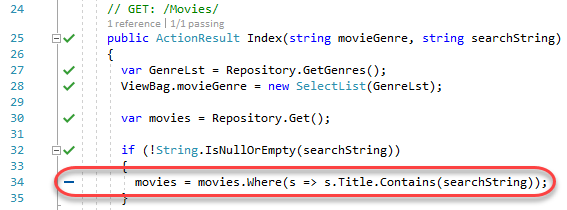 24 // GET: /Movies/
1 reference | 1/1 passing
25 public ActionResult Index(string movieGenre, string searchString)
26 {
27 var GenreLst = Repository.GetGenres();
28 ViewBag.movieGenre = new SelectList(GenreLst);
29
30 var movies = Repository.Get();
31
32 if (!String.IsNullOrEmpty(searchString))
33 {
34 movies = movies.Where(s => s.Title.Contains(searchString));
35 }